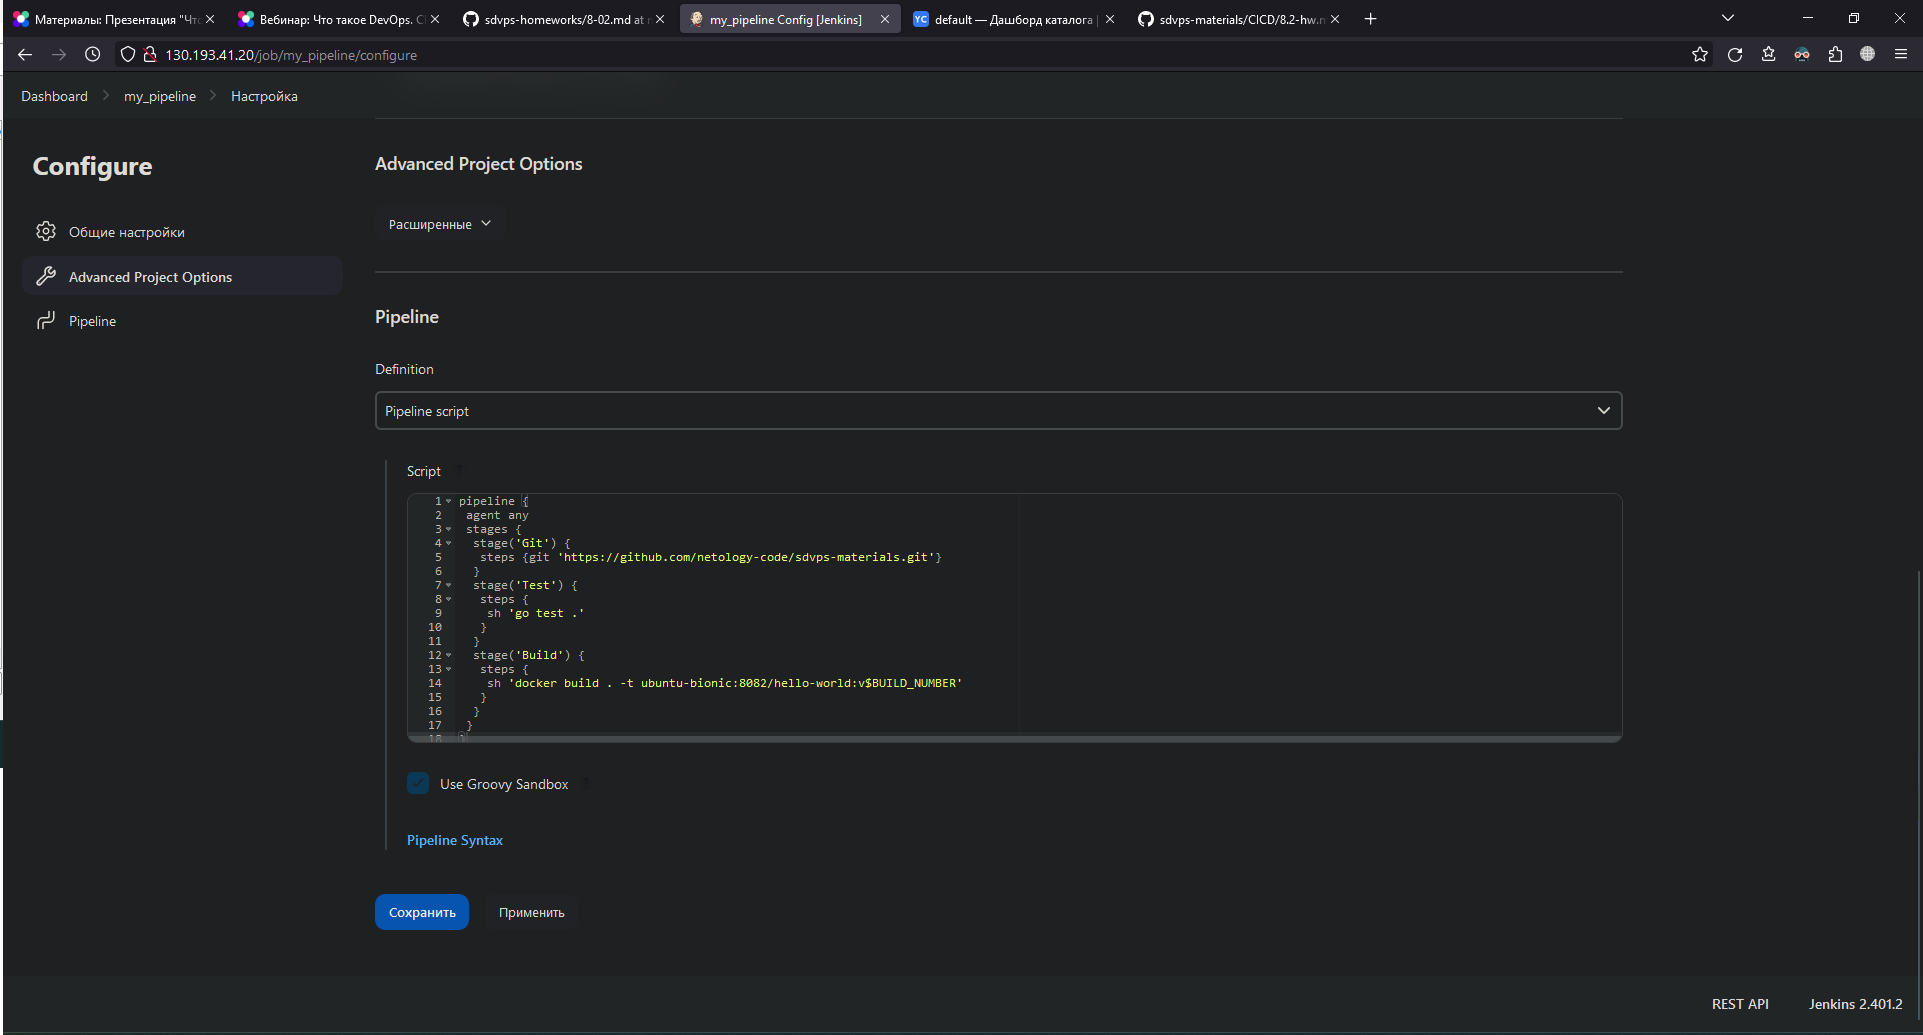 Материалы: Презентация "Чтс
Вебинар: Что такое DevOps. CI
sdvps-homeworks/8-02.md at m
my_pipeline Config [Jenkins]
YC default — Дашборд каталога |
sdvps-materials/CICD/8.2-hw.m
130.193.41.20/job/my_pipeline/configure
Dashboard
my_pipeline
Настройка
Configure
Общие настройки
Advanced Project Options
Pipeline
Advanced Project Options
Расширенные
Pipeline
Definition
Pipeline script
Script
1 pipeline {
2 agent any
3 stages {
4 stage('Git') {
5 steps {git 'https://github.com/netology-code/sdvps-materials.git'}
6 }
7 stage('Test') {
8 steps {
9 sh 'go test .'
10 }
11 }
12 stage('Build') {
13 steps {
14 sh 'docker build . -t ubuntu-bionic:8082/hello-world:v$BUILD_NUMBER'
15 }
16 }
17 }
18 }
Use Groovy Sandbox
Pipeline Syntax
Сохранить
Применить
REST API
Jenkins 2.401.2